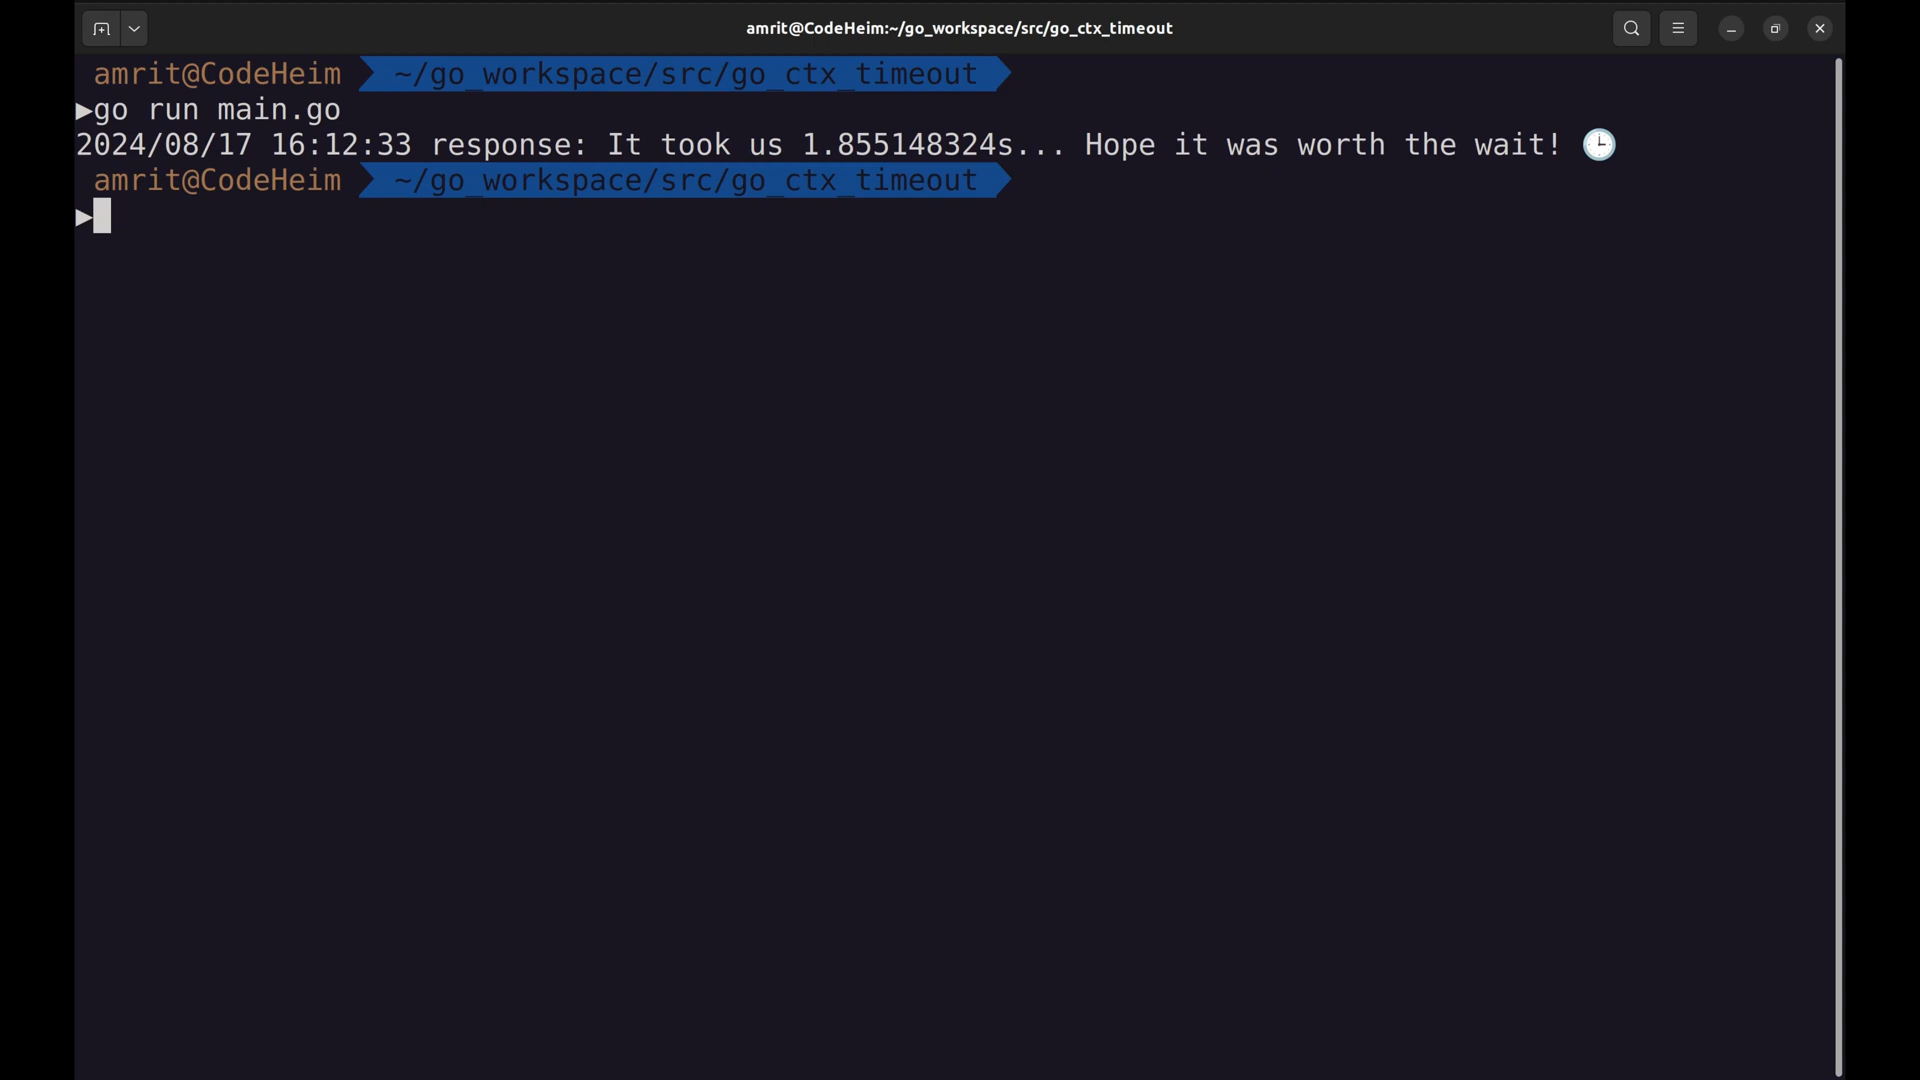 amrit@CodeHeim:~/go_workspace/src/go_ctx_timeout
amrit@CodeHeim ~/go_workspace/src/go_ctx_timeout
▶go run main.go
2024/08/17 16:12:33 response: It took us 1.855148324s... Hope it was worth the wait! 🕒
amrit@CodeHeim ~/go_workspace/src/go_ctx_timeout
▶